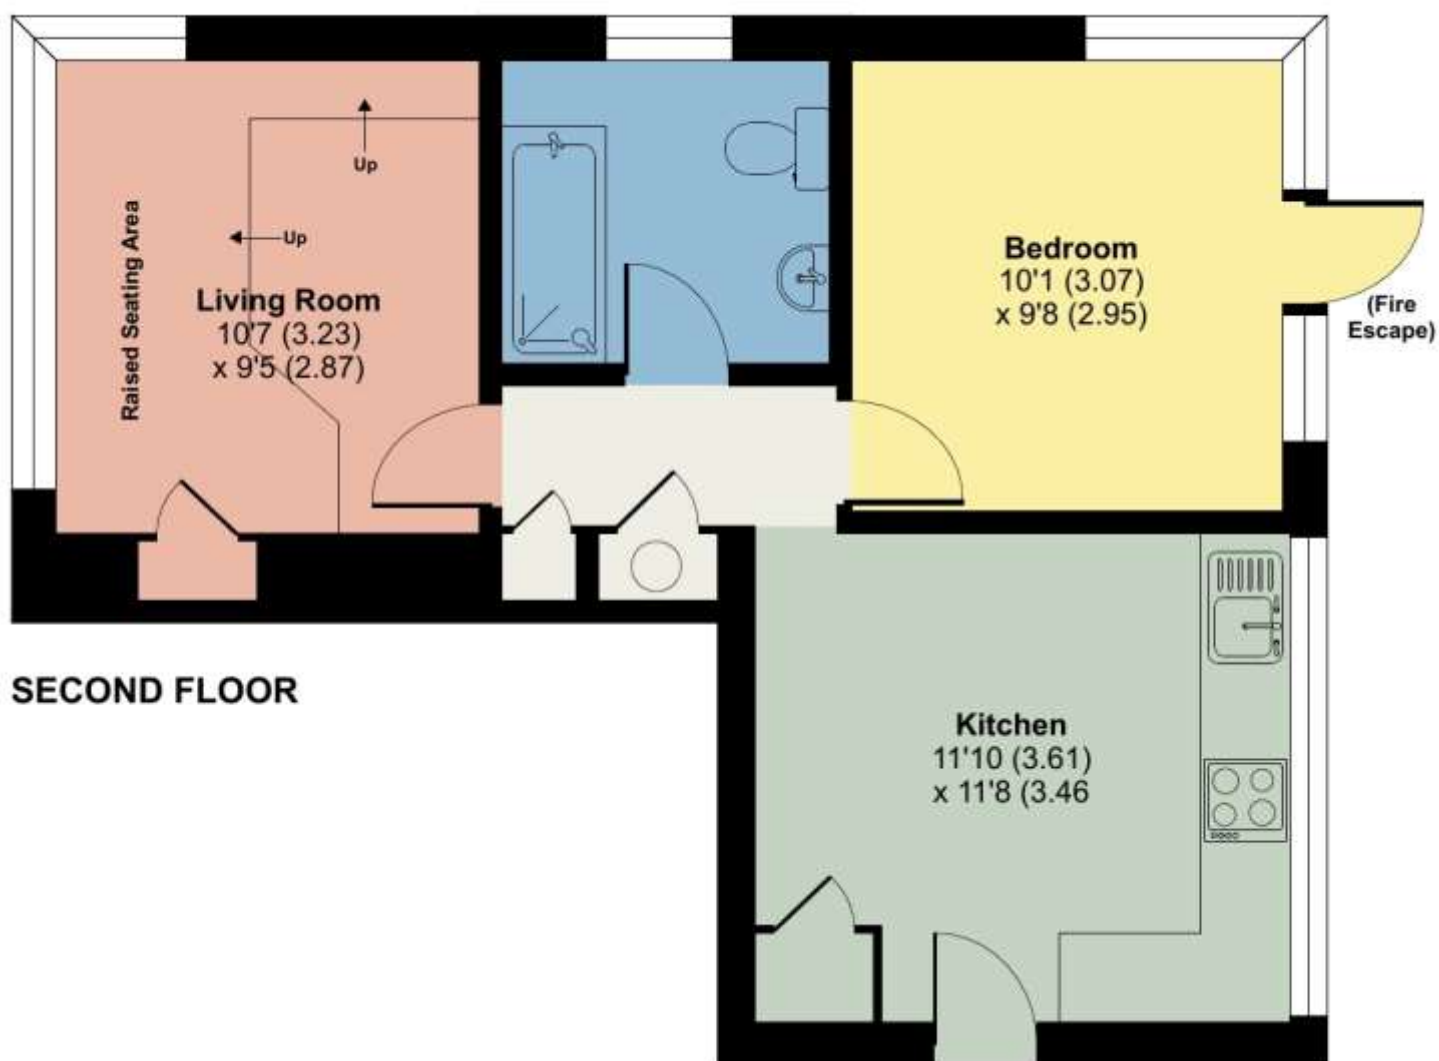 Up
Up
Raised Seating Area
Living Room
10'7 (3.23)
x 9'5 (2.87)
Bedroom
10'1 (3.07)
x 9'8 (2.95)
(Fire
Escape)
SECOND FLOOR
Kitchen
11'10 (3.61)
x 11'8 (3.46